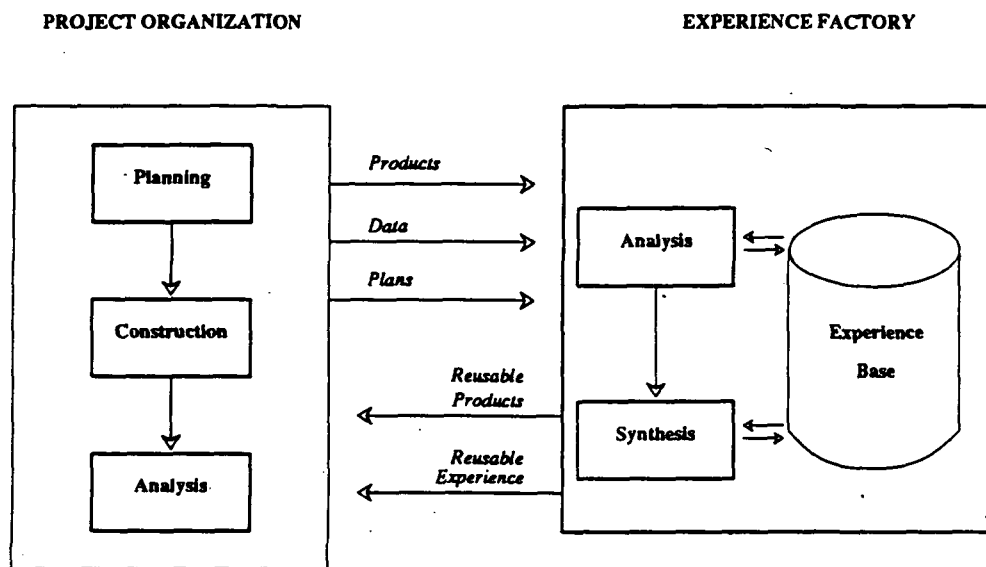 PROJECT ORGANIZATION
EXPERIENCE FACTORY
Planning
Construction
Analysis
Products
Data
Plans
Reusable
Products
Reusable
Experience
Analysis
Synthesis
Experience
Base